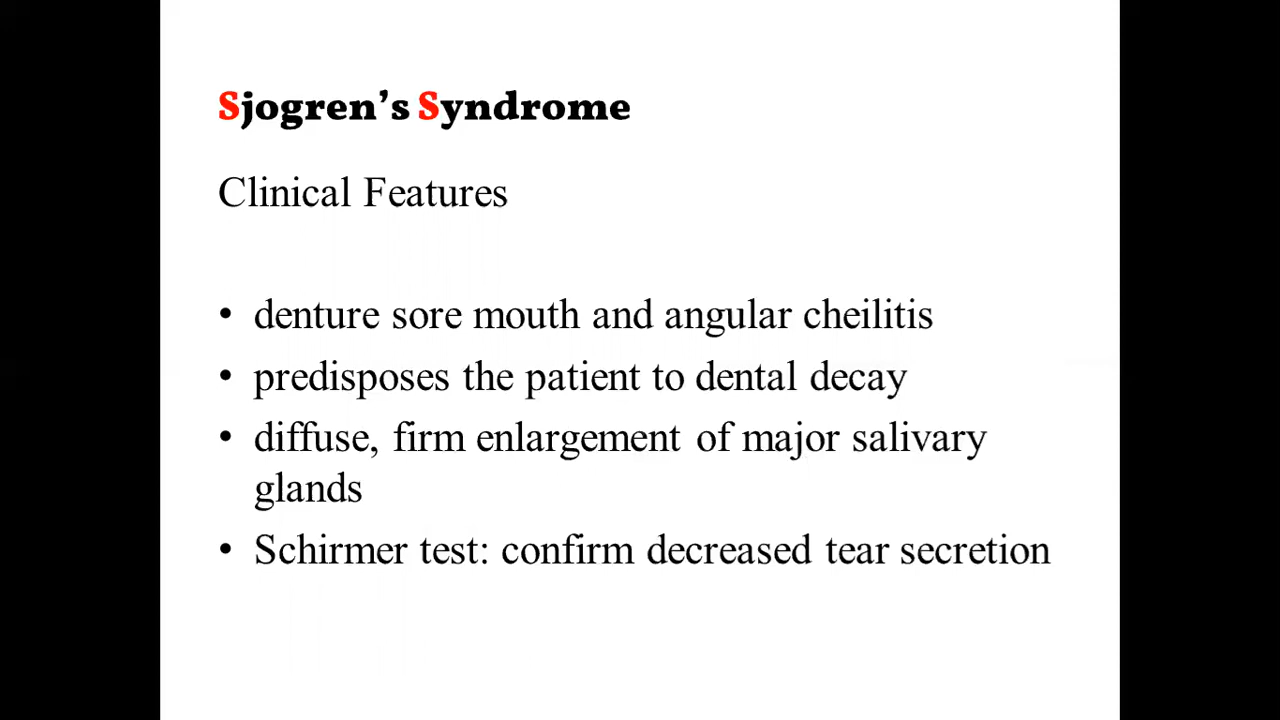 Sjogren’s Syndrome
Clinical Features
• denture sore mouth and angular cheilitis
• predisposes the patient to dental decay
• diffuse, firm enlargement of major salivary
glands
• Schirmer test: confirm decreased tear secretion